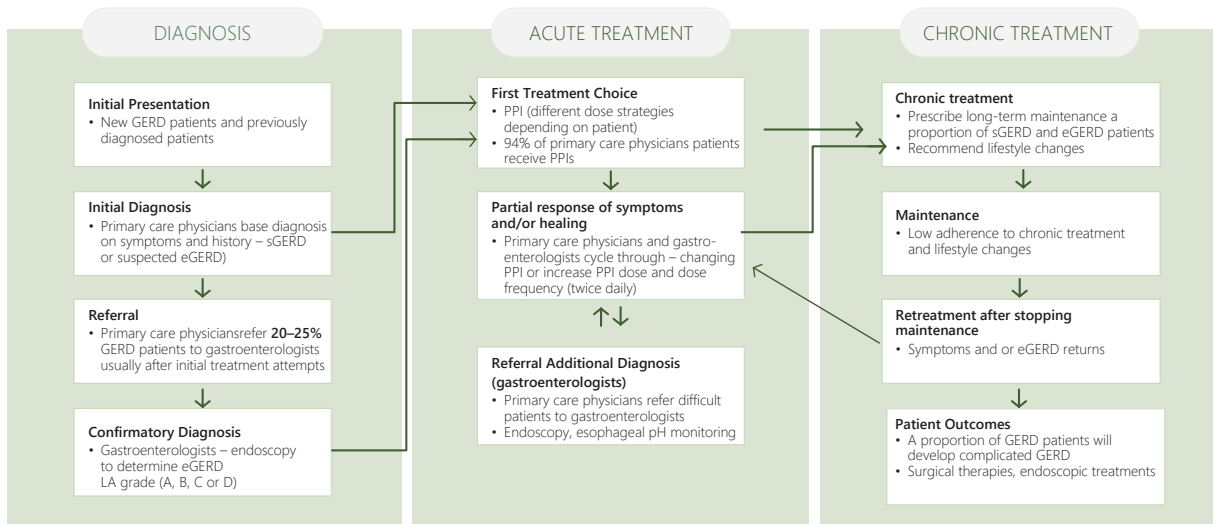 DIAGNOSIS
Initial Presentation
• New GERD patients and previously
diagnosed patients
Initial Diagnosis
• Primary care physicians base diagnosis
on symptoms and history – sGERD
or suspected eGERD)
Referral
• Primary care physiciansrefer 20–25%
GERD patients to gastroenterologists
usually after initial treatment attempts
Confirmatory Diagnosis
• Gastroenterologists – endoscopy
to determine eGERD
LA grade (A, B, C or D)
ACUTE TREATMENT
First Treatment Choice
• PPI (different dose strategies
depending on patient)
• 94% of primary care physicians patients
receive PPIs
Partial response of symptoms
and/or healing
• Primary care physicians and gastro-
enterologists cycle through – changing
PPI or increase PPI dose and dose
frequency (twice daily)
Referral Additional Diagnosis
(gastroenterologists)
• Primary care physicians refer difficult
patients to gastroenterologists
• Endoscopy, esophageal pH monitoring
CHRONIC TREATMENT
Chronic treatment
• Prescribe long-term maintenance a
proportion of sGERD and eGERD patients
• Recommend lifestyle changes
Maintenance
• Low adherence to chronic treatment
and lifestyle changes
Retreatment after stopping
maintenance
• Symptoms and or eGERD returns
Patient Outcomes
• A proportion of GERD patients will
develop complicated GERD
• Surgical therapies, endoscopic treatments